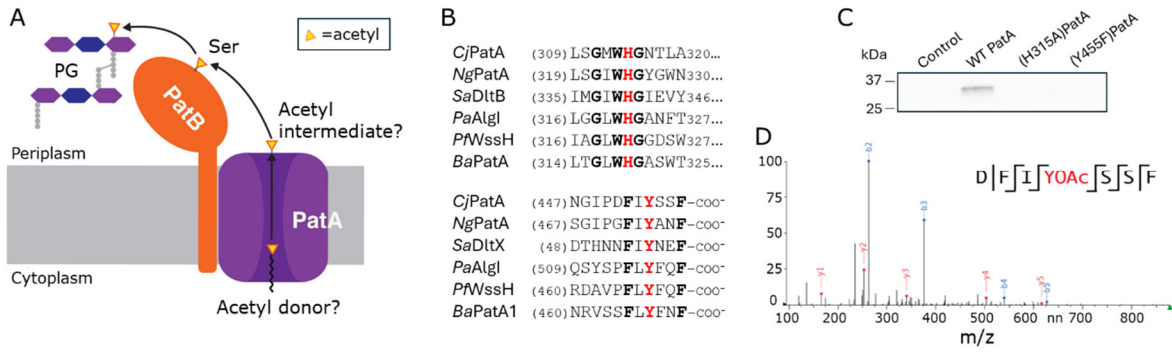 A
Ser
=acetyl
PG
PatB
Acetyl
intermediate?
Periplasm
PatA
Cytoplasm
Acetyl donor?
B
CjPatA (309) LSGMWHGNTLA320...
NgPatA (319) LSGIWHGYGWN330...
SaDltB (335) IMGIWHGIEVY346...
PaAlgI (316) LGGLWHGANFT327...
PfWssH (316) IAGLWHGGDSW327...
BaPatA (314) LTGLWHGASWT325...
CjPatA (447) NGIPDFIYSSF-COO-
NgPatA (467) SGIPGFIYANF-COO-
SaDltX (48) DTHNNFIYNEF-COO-
PaAlgI (509) QSYSPFLYFQF-COO-
PfWssH (460) RDAVPFLYFQF-COO-
BaPatA1 (460) NRVSSFLYNF-COO-
C
Control
WT PatA
(H315A)PatA
(Y455F)PatA
kDa
37
25
D
D F I YOAc S S F
100
75
50
25
0
y1
y2
b2
y3
b3
y4
b4
y5
b5
100 200 300 400 500 600 nn 700 800
m/z